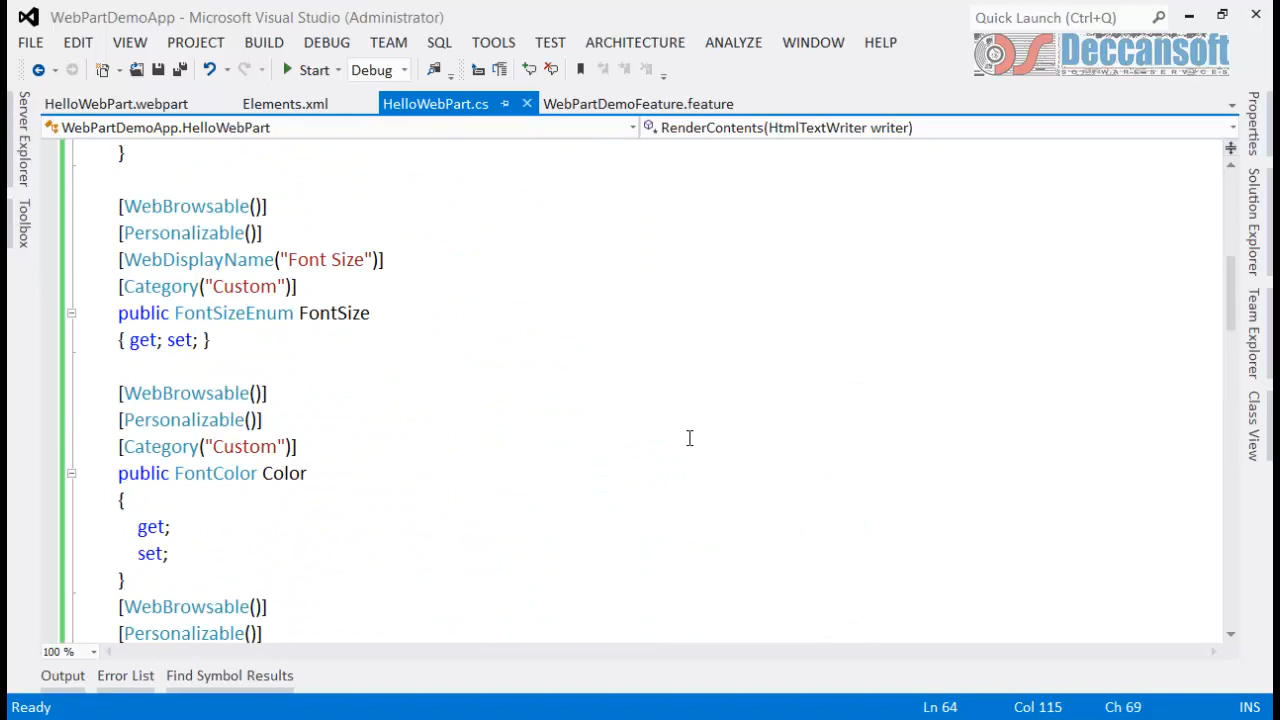 WebPartDemoApp - Microsoft Visual Studio (Administrator)
Quick Launch (Ctrl+Q)
FILE EDIT VIEW PROJECT BUILD DEBUG TEAM SQL TOOLS TEST ARCHITECTURE ANALYZE WINDOW HELP
Deccansoft
SOFTWARE SERVICES
Start Debug
HelloWebPart.webpart Elements.xml HelloWebPart.cs WebPartDemoFeature.feature
WebPartDemoApp.HelloWebPart RenderContents(HtmlTextWriter writer)
}
[WebBrowsable()]
[Personalizable()]
[WebDisplayName("Font Size")]
[Category("Custom")]
public FontSizeEnum FontSize
{ get; set; }
[WebBrowsable()]
[Personalizable()]
[Category("Custom")]
public FontColor Color
{
get;
set;
}
[WebBrowsable()]
[Personalizable()]
100 %
Server Explorer
Toolbox
Properties
Solution Explorer
Team Explorer
Class View
Output Error List Find Symbol Results
Ready Ln 64 Col 115 Ch 69 INS